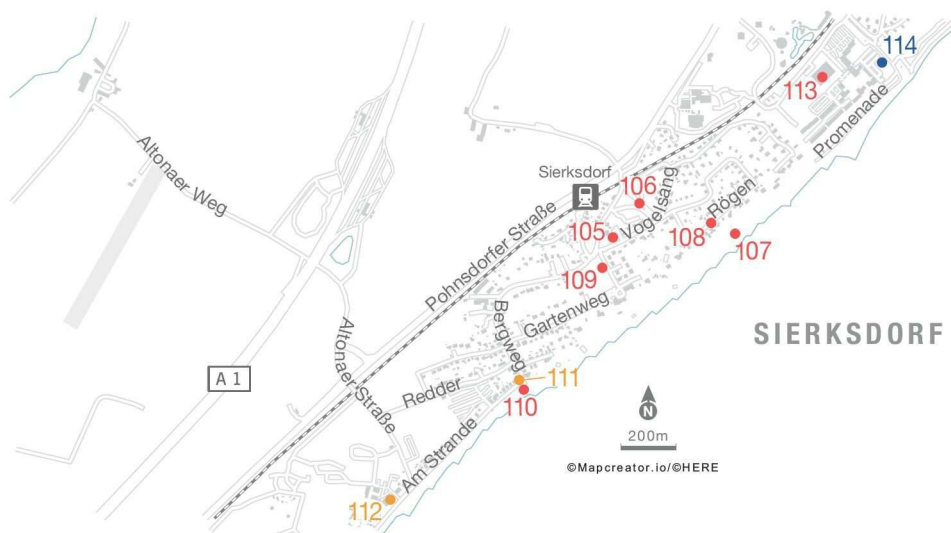 114
113
Promenade
Altonaer Weg
Sierksdorf
106
Vogelsang
Rögen
105
108
107
Pohnsdorfer Straße
109
Gartenweg
Bergweg
SIERKSDORF
Altonaer Straße
A 1
111
Redder
110
N
200m
Am Strande
©Mapcreator.io/©HERE
112